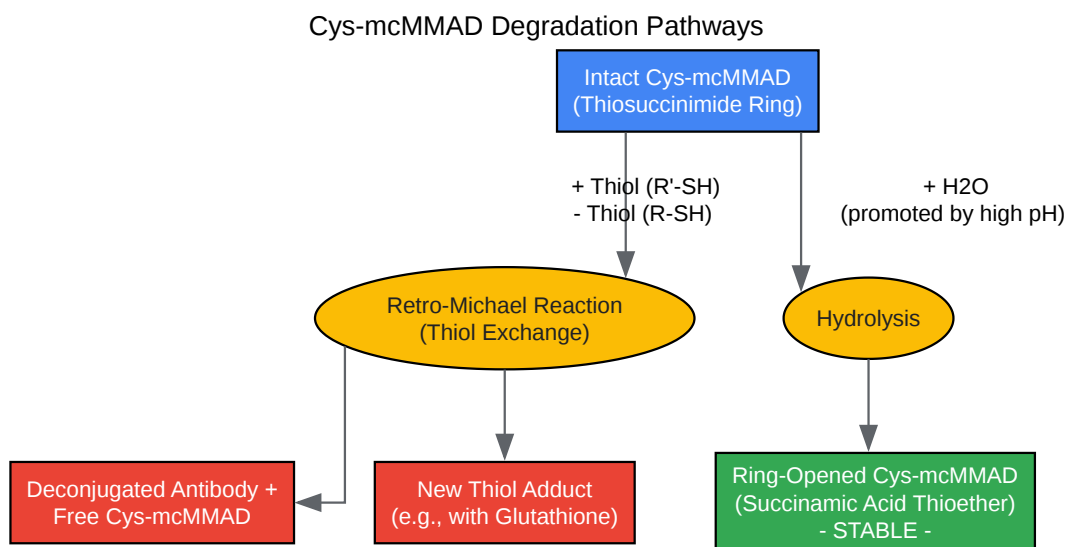 Cys-mcMMAD Degradation Pathways
Intact Cys-mcMMAD
(Thiosuccinimide Ring)
+ Thiol (R'-SH)
- Thiol (R-SH)
+ H2O
(promoted by high pH)
Retro-Michael Reaction
(Thiol Exchange)
Hydrolysis
Deconjugated Antibody +
Free Cys-mcMMAD
New Thiol Adduct
(e.g., with Glutathione)
Ring-Opened Cys-mcMMAD
(Succinamic Acid Thioether)
- STABLE -